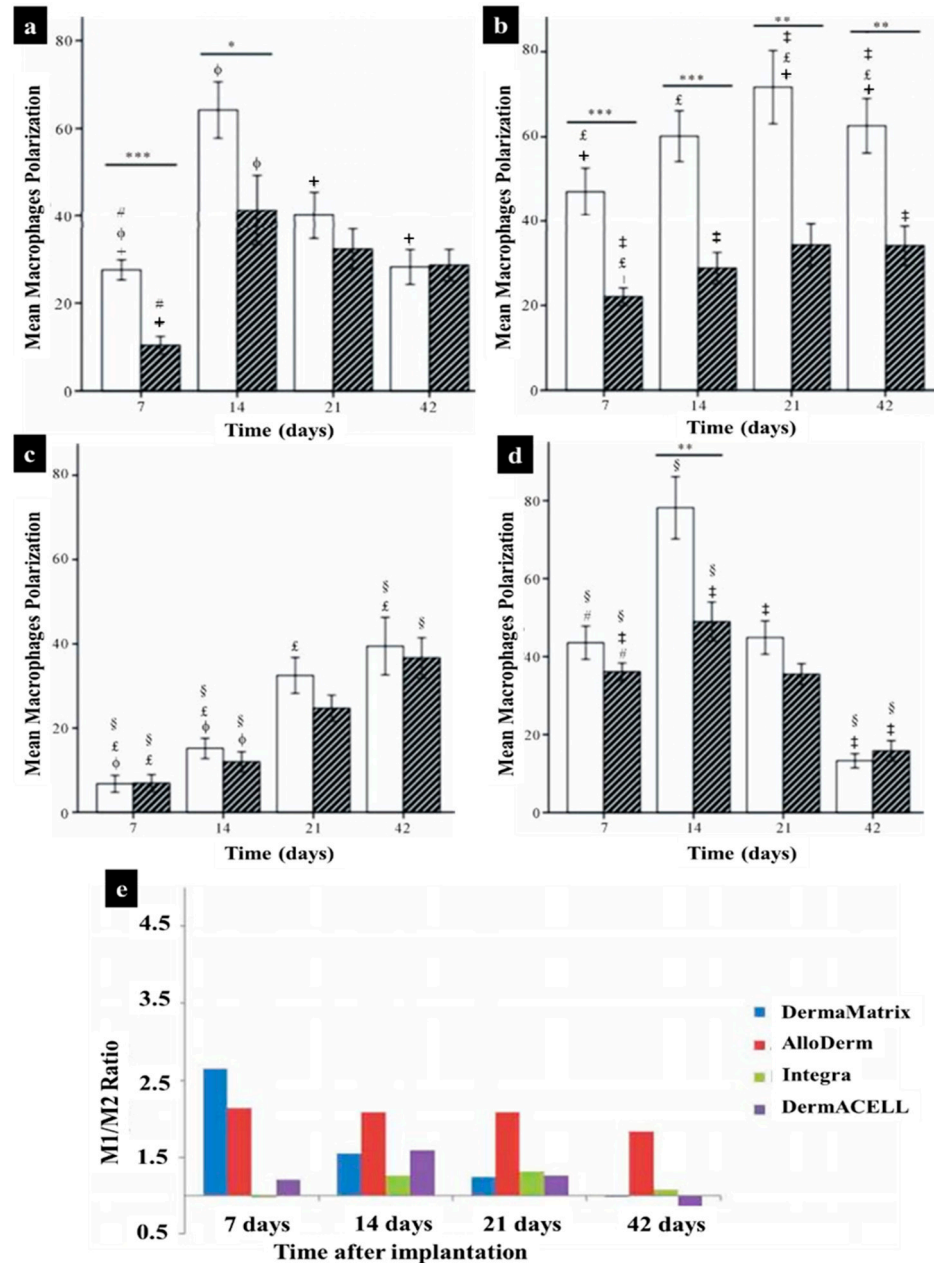 a
Mean Macrophages Polarization
80
60
40
20
0
***
#
ϕ
+
#
+
*
ϕ
ϕ
+
+
7 14 21 42
Time (days)
b
Mean Macrophages Polarization
80
60
40
20
0
***
£
+
‡
£
***
£
‡
**
‡
£
+
**
‡
£
+
‡
7 14 21 42
Time (days)
c
Mean Macrophages Polarization
80
60
40
20
0
§
£
ϕ
§
£
§
£
ϕ
§
ϕ
£
§
£
§
7 14 21 42
Time (days)
d
Mean Macrophages Polarization
80
60
40
20
0
§
#
§
‡
#
**
§
§
‡
‡
§
‡
§
‡
7 14 21 42
Time (days)
e
M1/M2 Ratio
4.5
3.5
2.5
1.5
0.5
7 days 14 days 21 days 42 days
Time after implantation
DermaMatrix
AlloDerm
Integra
DermACELL